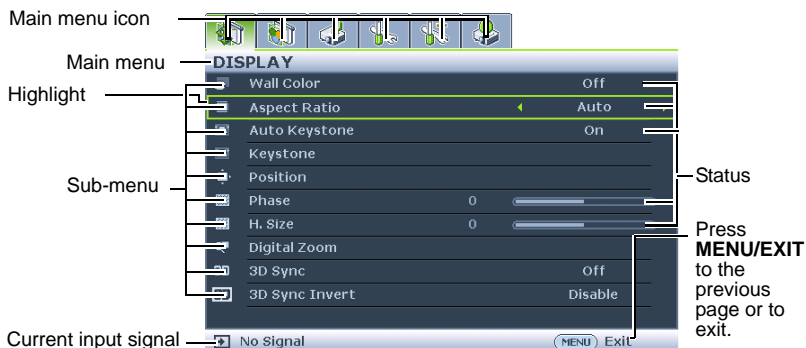 Main menu icon
Main menu
DISPLAY
Highlight
Wall Color Off
Aspect Ratio Auto
Auto Keystone On
Keystone
Sub-menu
Position
Status
Phase 0
H. Size 0
Digital Zoom
3D Sync Off
3D Sync Invert Disable
Press
MENU/EXIT
to the
previous
page or to
exit.
Current input signal
No Signal
MENU Exit